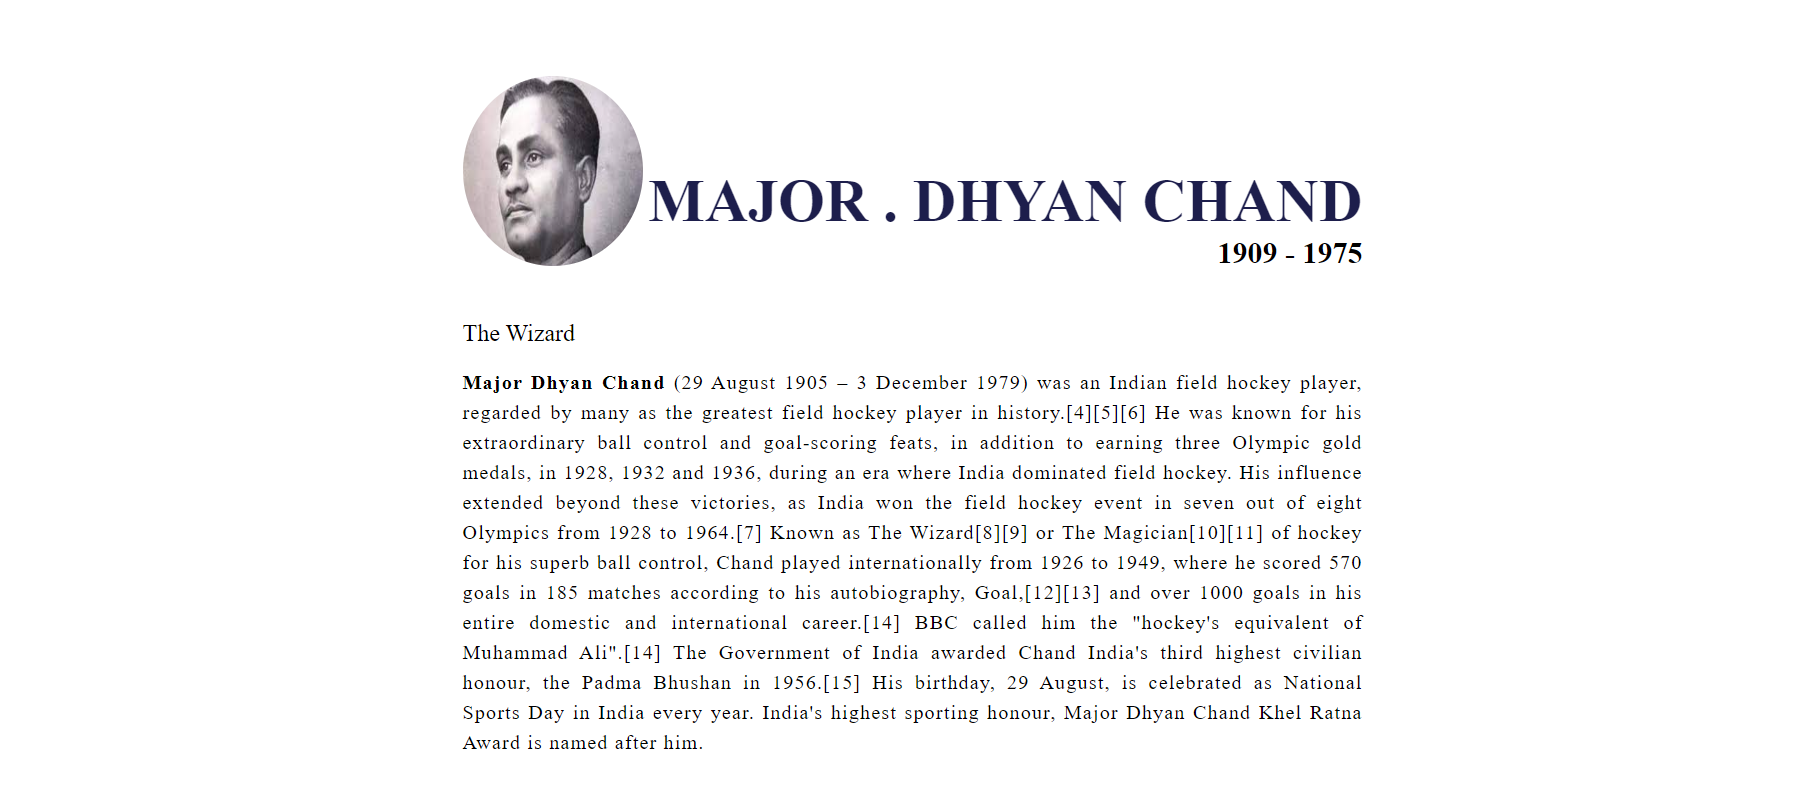 MAJOR . DHYAN CHAND
1909 - 1975
The Wizard
Major Dhyan Chand (29 August 1905 – 3 December 1979) was an Indian field hockey player,
regarded by many as the greatest field hockey player in history.[4][5][6] He was known for his
extraordinary ball control and goal-scoring feats, in addition to earning three Olympic gold
medals, in 1928, 1932 and 1936, during an era where India dominated field hockey. His influence
extended beyond these victories, as India won the field hockey event in seven out of eight
Olympics from 1928 to 1964.[7] Known as The Wizard[8][9] or The Magician[10][11] of hockey
for his superb ball control, Chand played internationally from 1926 to 1949, where he scored 570
goals in 185 matches according to his autobiography, Goal,[12][13] and over 1000 goals in his
entire domestic and international career.[14] BBC called him the "hockey's equivalent of
Muhammad Ali".[14] The Government of India awarded Chand India's third highest civilian
honour, the Padma Bhushan in 1956.[15] His birthday, 29 August, is celebrated as National
Sports Day in India every year. India's highest sporting honour, Major Dhyan Chand Khel Ratna
Award is named after him.